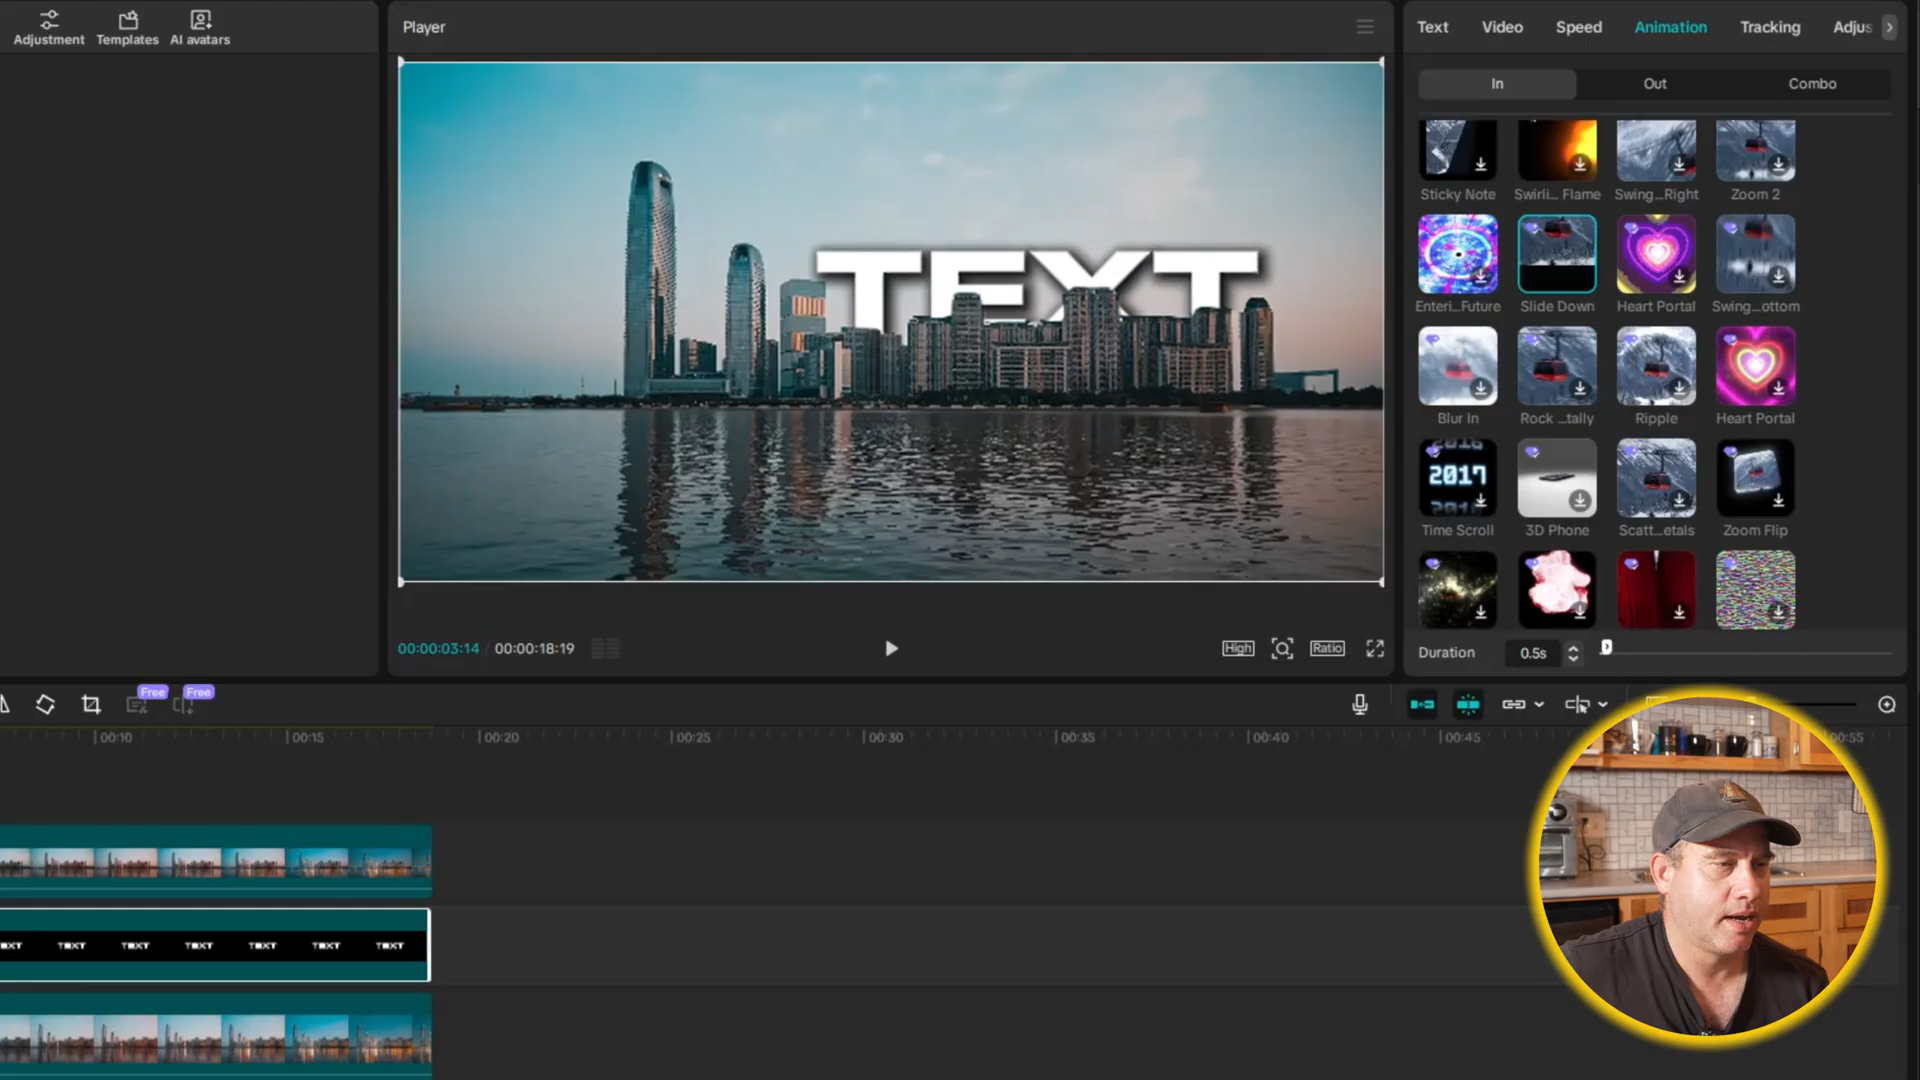 Adjustment
Templates
AI avatars
Player
Text
Video
Speed
Animation
Tracking
Adjus
In
Out
Combo
Sticky Note
Swirli... Flame
Swing...Right
Zoom 2
Enteri...Future
Slide Down
Heart Portal
Swing...ottom
Blur In
Rock ...tally
Ripple
Heart Portal
2017
Time Scroll
3D Phone
Scatt...etals
Zoom Flip
TEXT
00:00:03:14 / 00:00:18:19
High
Ratio
Duration
0.5s
Free
Free
00:10
00:15
00:20
00:25
00:30
00:35
00:40
00:45
00:55
EXT TEXT TEXT TEXT TEXT TEXT TEXT